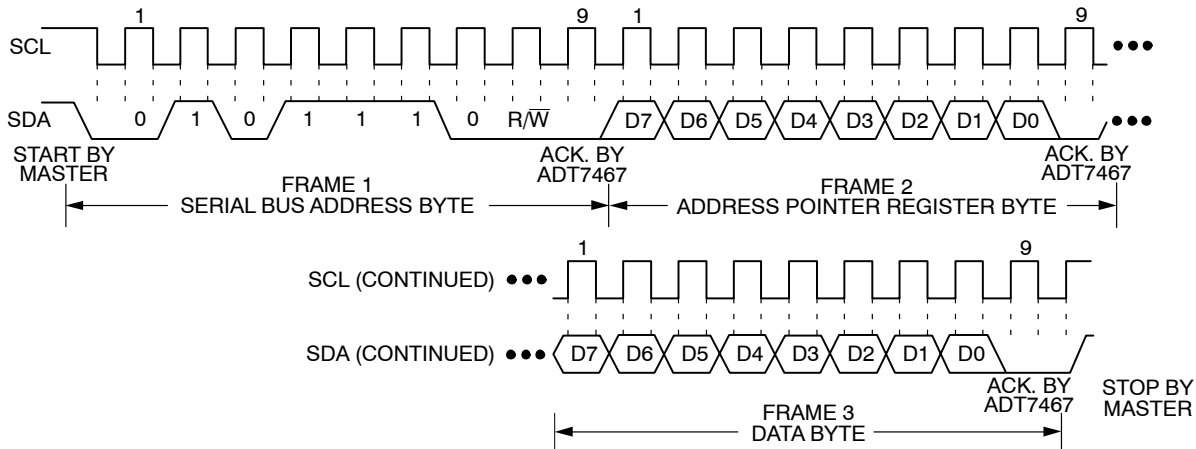 1 9 1 9
SCL •••
SDA 0 1 0 1 1 1 0 R/W̅ D7 D6 D5 D4 D3 D2 D1 D0 •••
START BY MASTER
ACK. BY ADT7467
ACK. BY ADT7467
FRAME 1
SERIAL BUS ADDRESS BYTE
FRAME 2
ADDRESS POINTER REGISTER BYTE
1 9
SCL (CONTINUED) •••
SDA (CONTINUED) ••• D7 D6 D5 D4 D3 D2 D1 D0
ACK. BY ADT7467
STOP BY MASTER
FRAME 3
DATA BYTE